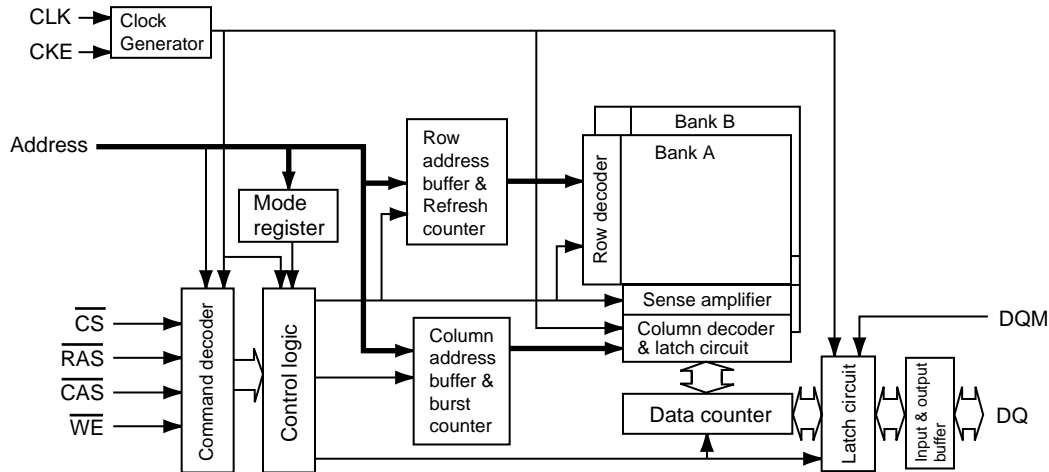 CLK
CKE
Clock
Generator
Address
Row
address
buffer &
Refresh
counter
Bank B
Bank A
Row decoder
Mode
register
Sense amplifier
Column decoder
& latch circuit
CS
RAS
CAS
WE
Command decoder
Control logic
Column
address
buffer &
burst
counter
Data counter
Latch circuit
Input & output
buffer
DQM
DQ